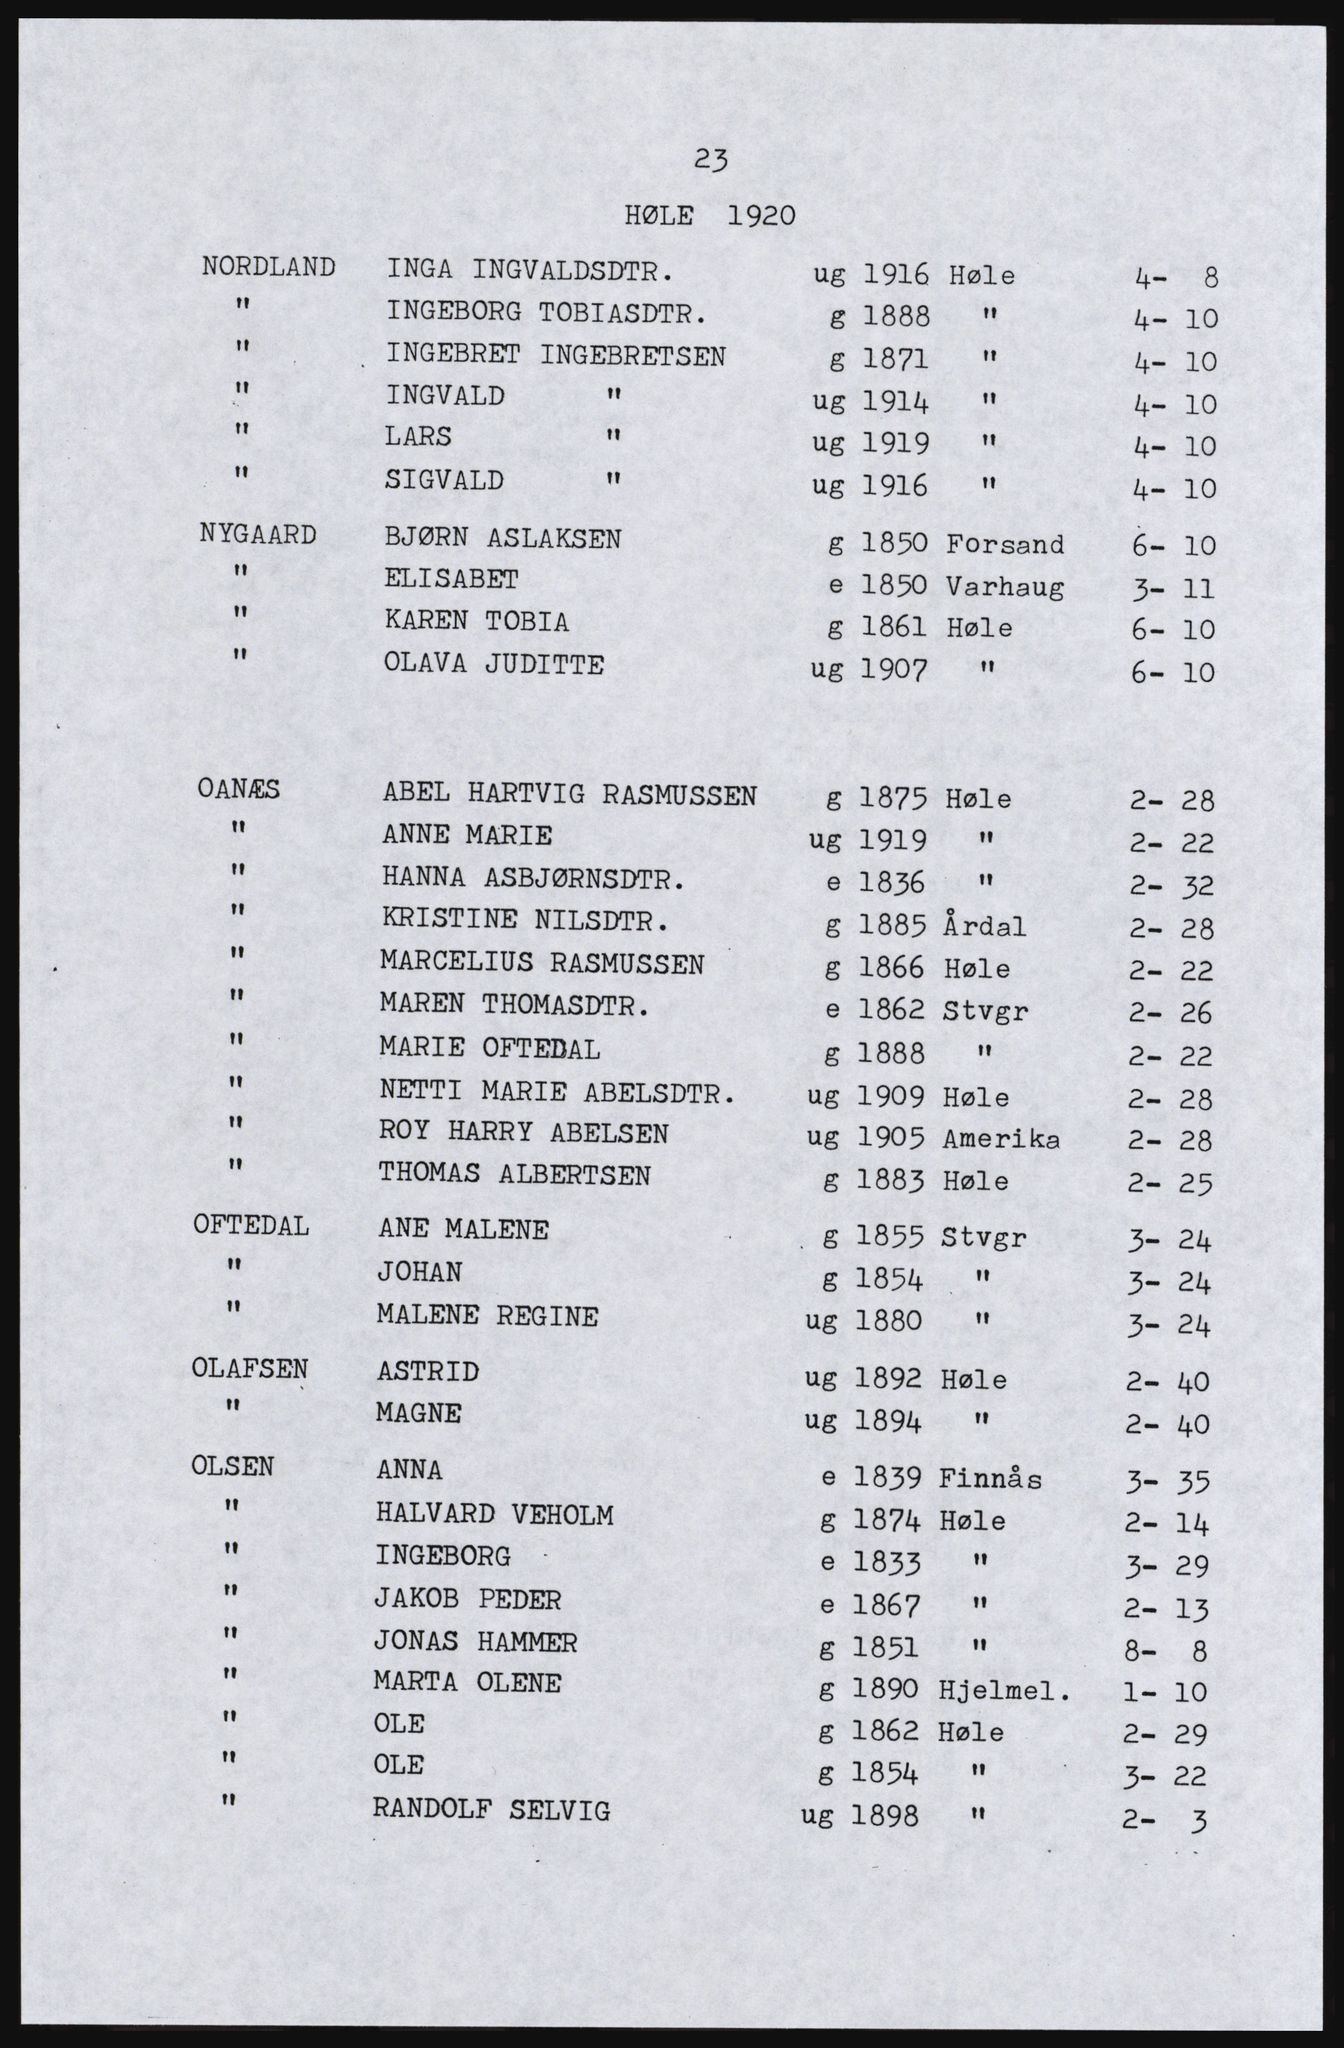 23
HØLE 1920
NORDLAND INGA INGVALDSDTR. ug 1916 Høle 4- 8
" INGEBORG TOBIASDTR. g 1888 " 4- 10
" INGEBRET INGEBRETSEN g 1871 " 4- 10
" INGVALD " ug 1914 " 4- 10
" LARS " ug 1919 " 4- 10
" SIGVALD " ug 1916 " 4- 10
NYGAARD BJØRN ASLAKSEN g 1850 Forsand 6- 10
" ELISABET e 1850 Varhaug 3- 11
" KAREN TOBIA g 1861 Høle 6- 10
" OLAVA JUDITTE ug 1907 " 6- 10
OANÆS ABEL HARTVIG RASMUSSEN g 1875 Høle 2- 28
" ANNE MARIE ug 1919 " 2- 22
" HANNA ASBJØRNSDTR. e 1836 " 2- 32
" KRISTINE NILSDTR. g 1885 Årdal 2- 28
" MARCELIUS RASMUSSEN g 1866 Høle 2- 22
" MAREN THOMASDTR. e 1862 Stvgr 2- 26
" MARIE OFTEDAL g 1888 " 2- 22
" NETTI MARIE ABELSDTR. ug 1909 Høle 2- 28
" ROY HARRY ABELSEN ug 1905 Amerika 2- 28
" THOMAS ALBERTSEN g 1883 Høle 2- 25
OFTEDAL ANE MALENE g 1855 Stvgr 3- 24
" JOHAN g 1854 " 3- 24
" MALENE REGINE ug 1880 " 3- 24
OLAFSEN ASTRID ug 1892 Høle 2- 40
" MAGNE ug 1894 " 2- 40
OLSEN ANNA e 1839 Finnås 3- 35
" HALVARD VEHOLM g 1874 Høle 2- 14
" INGEBORG e 1833 " 3- 29
" JAKOB PEDER e 1867 " 2- 13
" JONAS HAMMER g 1851 " 8- 8
" MARTA OLENE g 1890 Hjelmel. 1- 10
" OLE g 1862 Høle 2- 29
" OLE g 1854 " 3- 22
" RANDOLF SELVIG ug 1898 " 2- 3